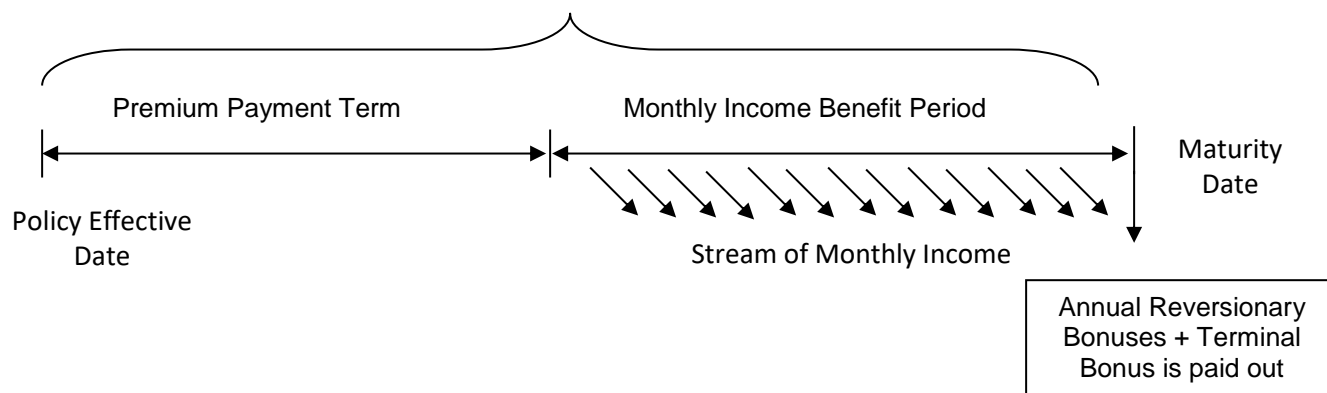 Premium Payment Term
Monthly Income Benefit Period
Maturity
Date
Policy Effective
Date
Stream of Monthly Income
Annual Reversionary
Bonuses + Terminal
Bonus is paid out